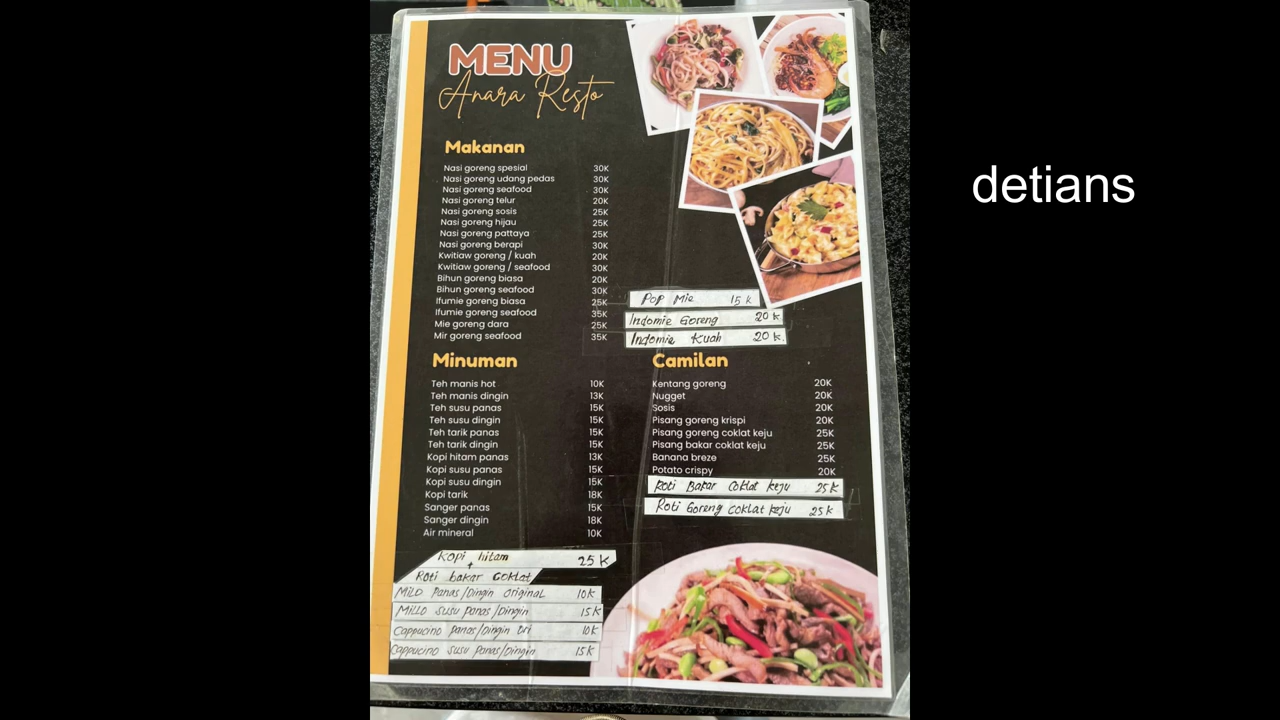 MENU
Anara Resto
Makanan
Nasi goreng spesial 30K
Nasi goreng udang pedas 30K
Nasi goreng seafood 30K
Nasi goreng telur 20K
Nasi goreng sosis 25K
Nasi goreng hijau 25K
Nasi goreng pattaya 25K
Nasi goreng berapi 30K
Kwitiaw goreng / kuah 20K
Kwitiaw goreng / seafood 30K
Bihun goreng biasa 20K
Bihun goreng seafood 30K
Ifumie goreng biasa 25K
Ifumie goreng seafood 35K
Mie goreng dara 25K
Mir goreng seafood 35K
Pop Mie 15 K
Indomie Goreng 20 K
Indomie Kuah 20 K.
Minuman
Teh manis hot 10K
Teh manis dingin 13K
Teh susu panas 15K
Teh susu dingin 15K
Teh tarik panas 15K
Teh tarik dingin 15K
Kopi hitam panas 13K
Kopi susu panas 15K
Kopi susu dingin 15K
Kopi tarik 18K
Sanger panas 15K
Sanger dingin 18K
Air mineral 10K
Kopi hitam 25 K
+
Roti bakar Coklat
MILO Panas/Dingin Original 10K
MILLO susu panas/Dingin 15K
Cappucino panas/Dingin Ori 10K
Cappucino susu Panas/Dingin 15K
Camilan
Kentang goreng 20K
Nugget 20K
Sosis 20K
Pisang goreng krispi 20K
Pisang goreng coklat keju 25K
Pisang bakar coklat keju 25K
Banana breze 25K
Potato crispy 20K
Roti Bakar Coklat keju 25K
Roti Goreng coklat keju 25K
detians